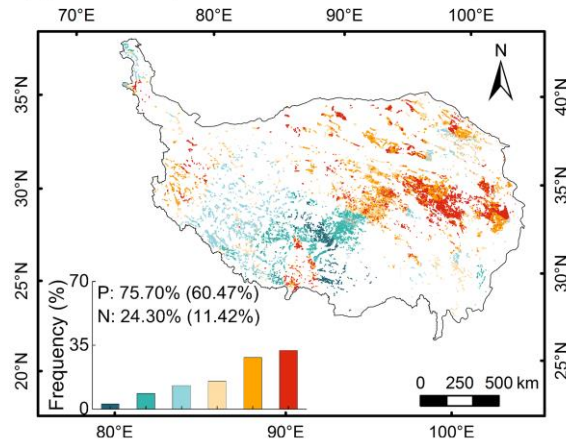 70°E 80°E 90°E 100°E
N
35°N 40°N
30°N 35°N
25°N 30°N
20°N 25°N
70
P: 75.70% (60.47%)
N: 24.30% (11.42%)
35
0
Frequency (%)
0 250 500 km
80°E 90°E 100°E